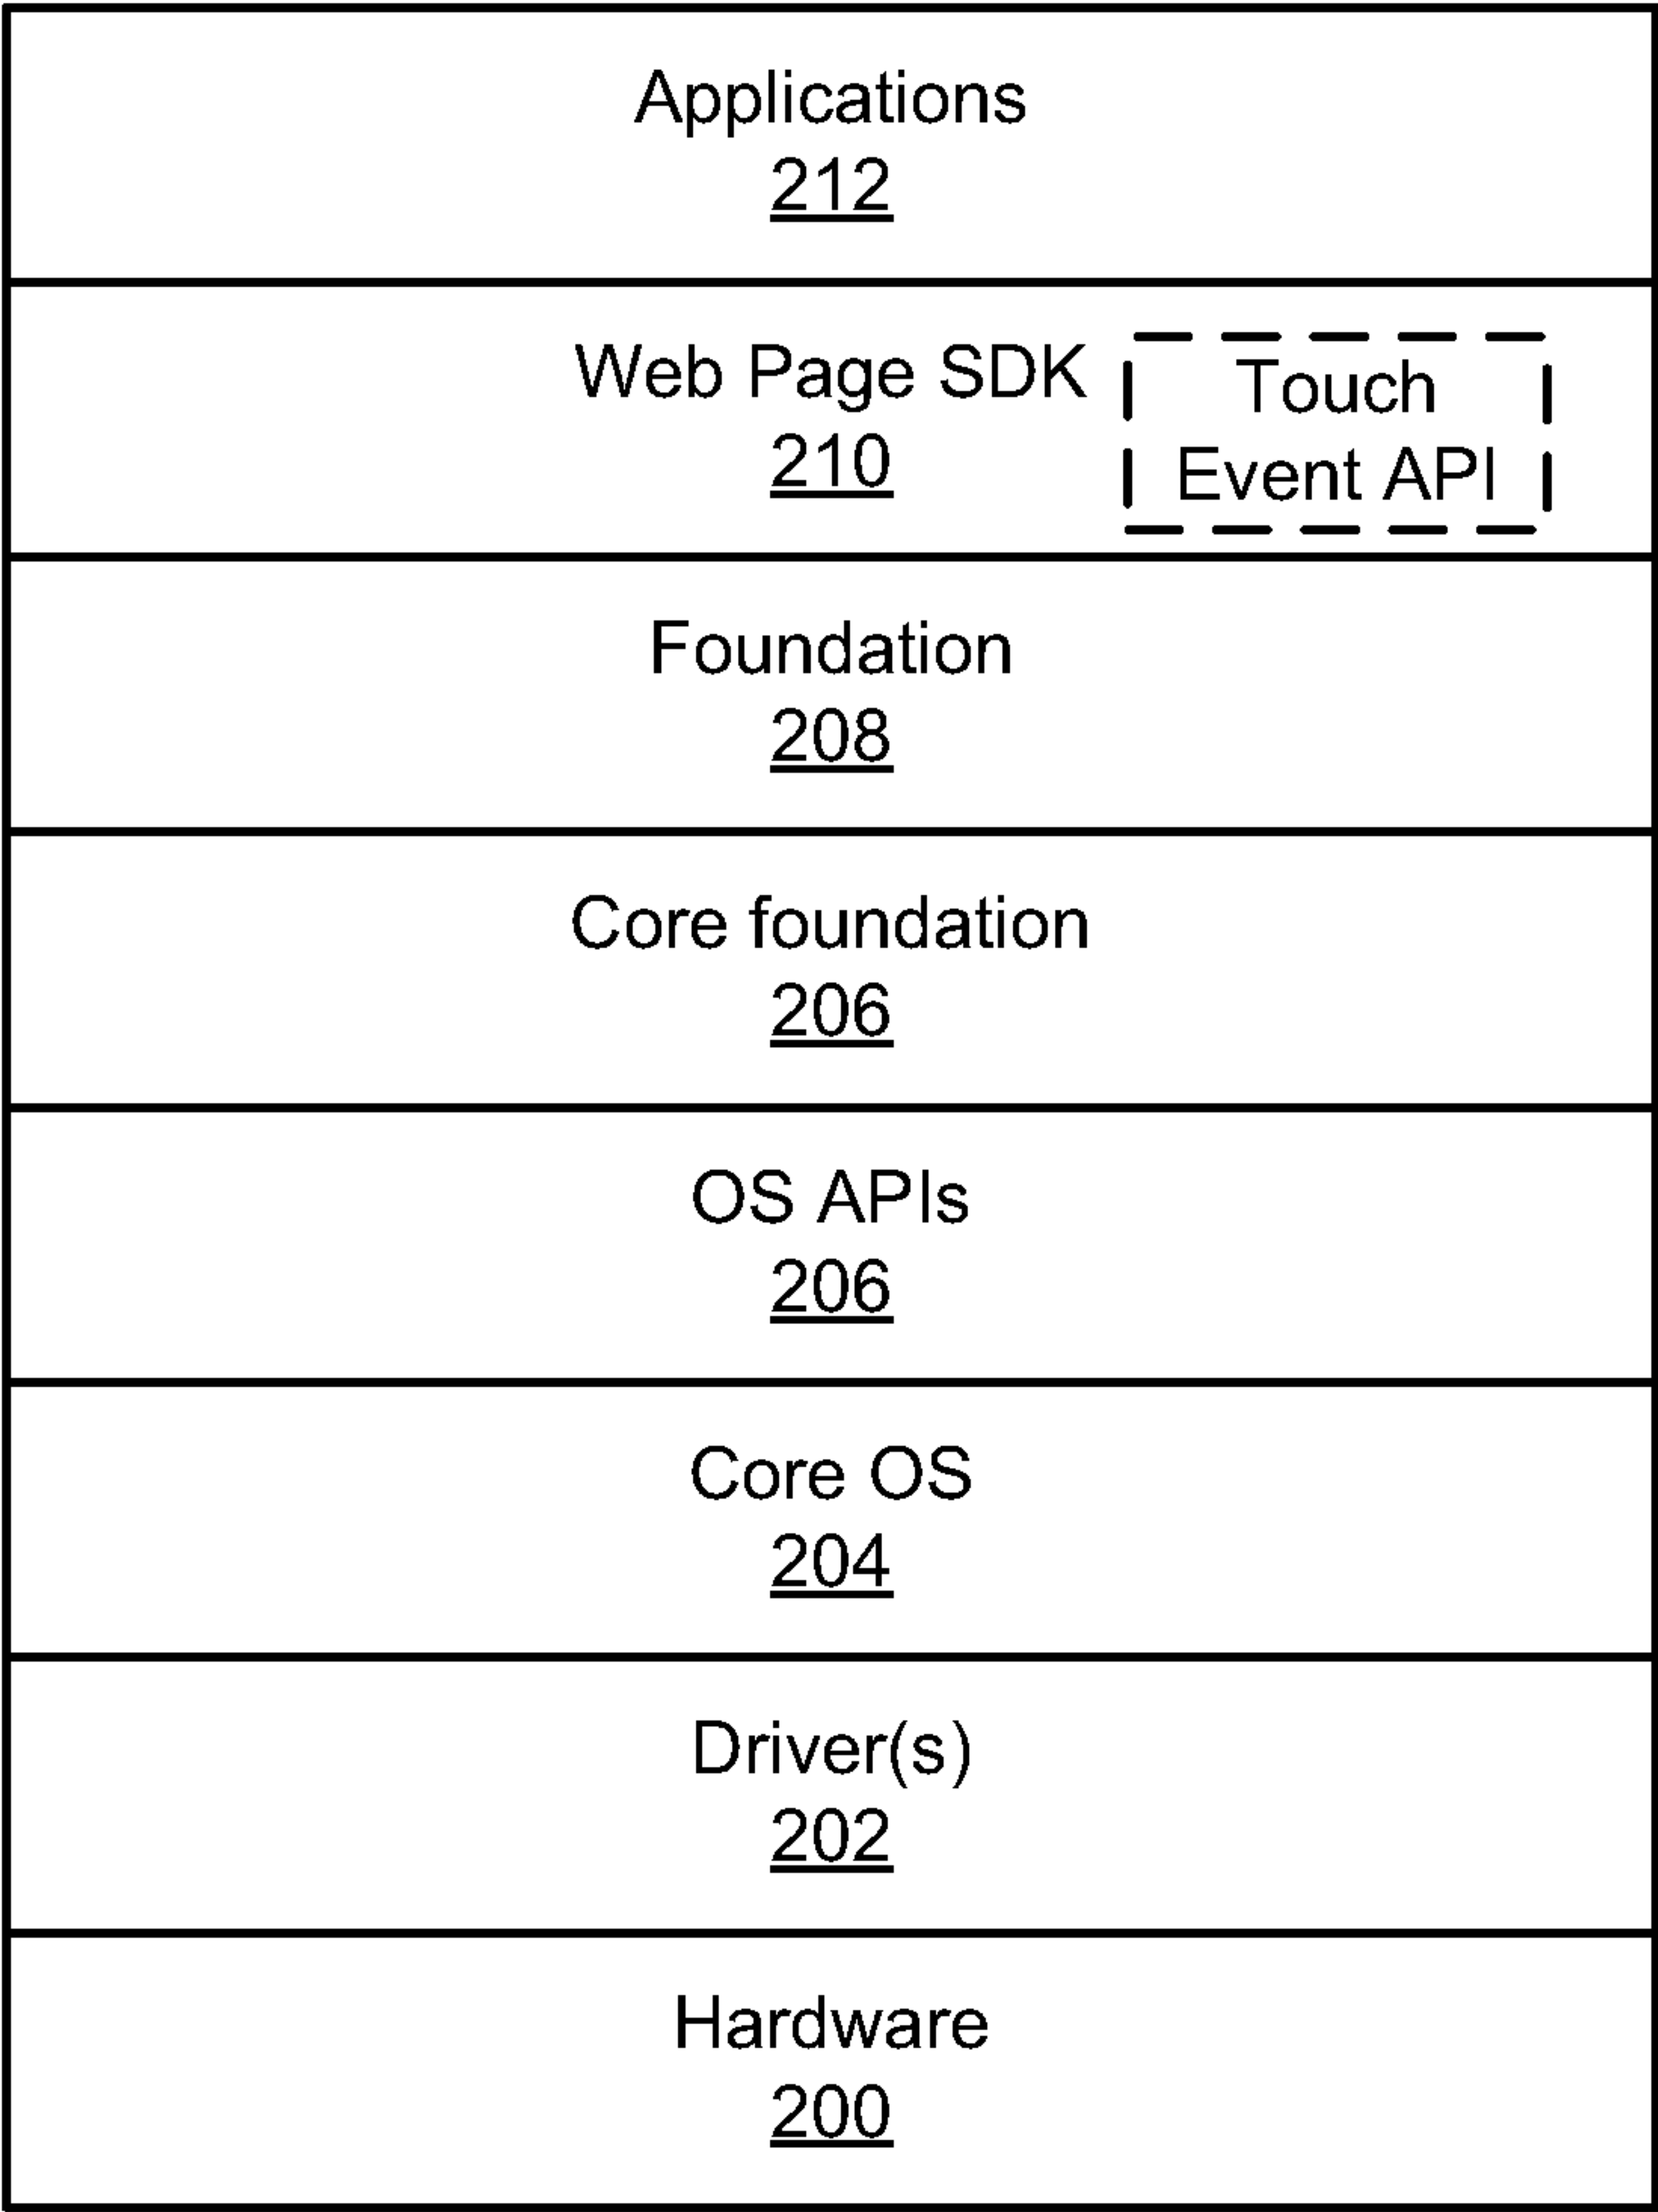 Applications
212
Web Page SDK
210
Touch
Event API
Foundation
208
Core foundation
206
OS APIs
206
Core OS
204
Driver(s)
202
Hardware
200